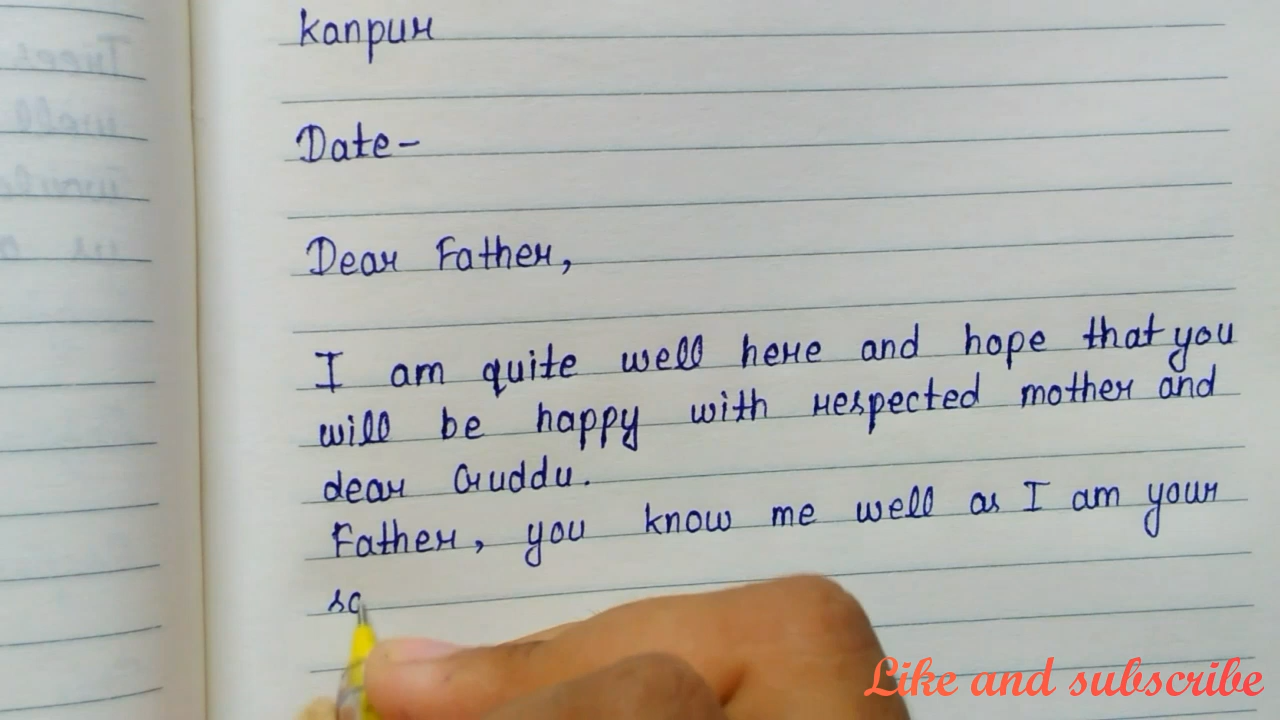 Kanpur
Date-
Dear Father,
I am quite well here and hope that you
will be happy with respected mother and
dear Guddu.
Father, you know me well as I am your
so
Like and subscribe